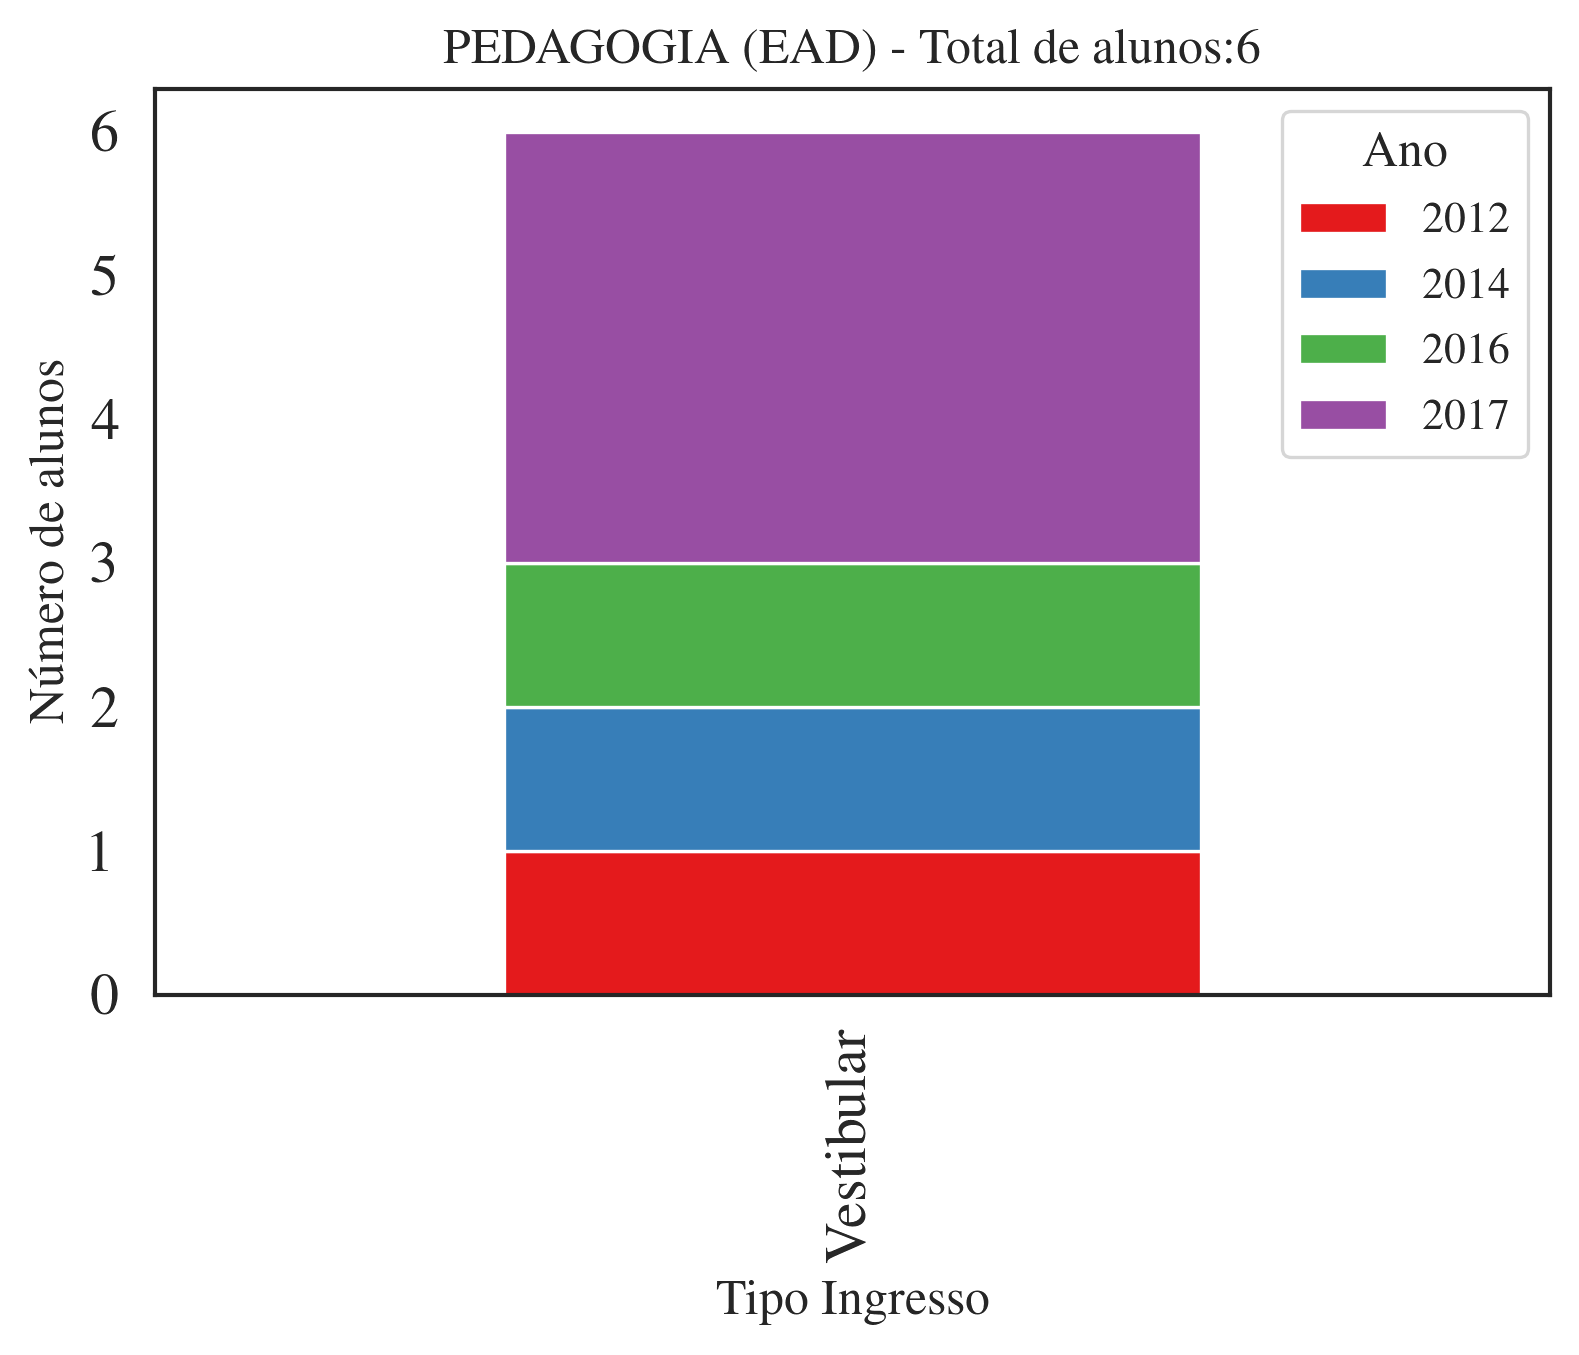 PEDAGOGIA (EAD) - Total de alunos:6
Ano
2012
2014
2016
2017
Número de alunos
6
5
4
3
2
1
0
Vestibular
Tipo Ingresso